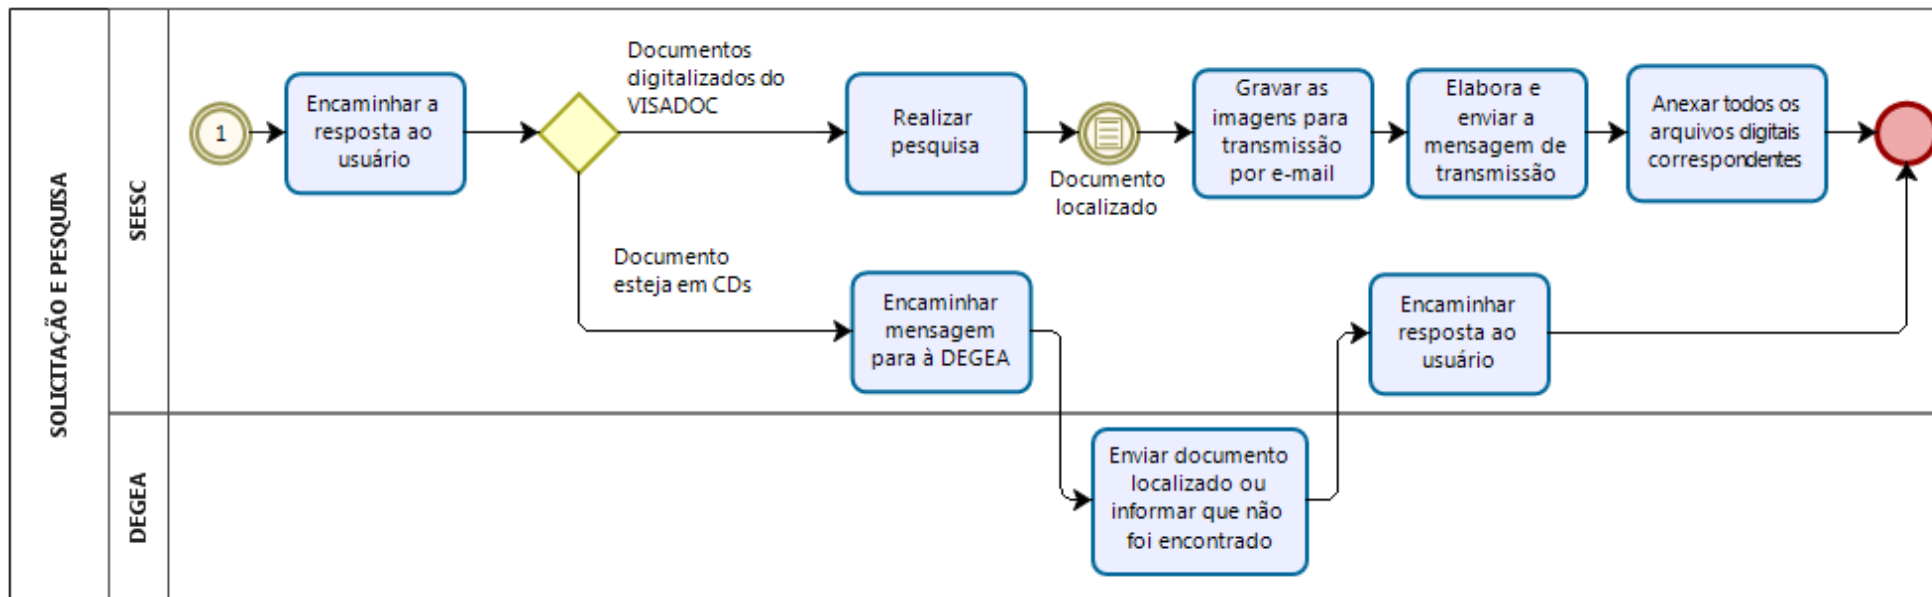 SOLICITAÇÃO E PESQUISA
SEESC
1
Encaminhar a
resposta ao
usuário
Documentos
digitalizados do
VISADOC
Realizar
pesquisa
Documento
localizado
Gravar as
imagens para
transmissão
por e-mail
Elabora e
enviar a
mensagem de
transmissão
Anexar todos os
arquivos digitais
correspondentes
Documento
esteja em CDs
Encaminhar
mensagem
para à DEGEA
Encaminhar
resposta ao
usuário
DEGEA
Enviar documento
localizado ou
informar que não
foi encontrado